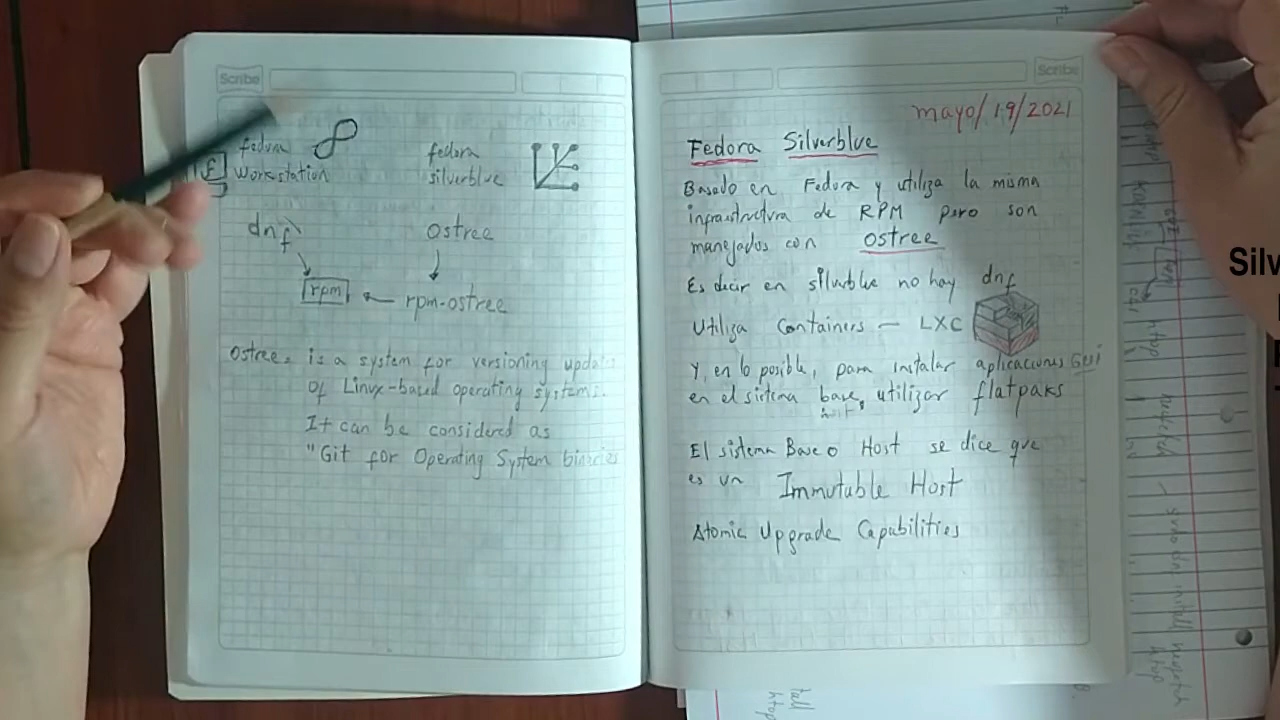 Scribe
fedora
workstation
fedora
silverblue
dnf
ostree
rpm
rpm-ostree
Ostree = is a system for versioning updates
of Linux-based operating systems.
It can be considered as
"Git for Operating System binaries
Scribe
mayo/19/2021
Fedora Silverblue
Basado en Fedora y utiliza la misma
infraestructura de RPM pero son
manejados con ostree
Es decir en silverblue no hay dnf
Utiliza Containers — LXC
Y, en lo posible, para instalar aplicaciones GUI
en el sistema base, utilizar flatpaks
host
El sistema Base o Host se dice que
es un Immutable Host
Atomic Upgrade Capabilities
Silv